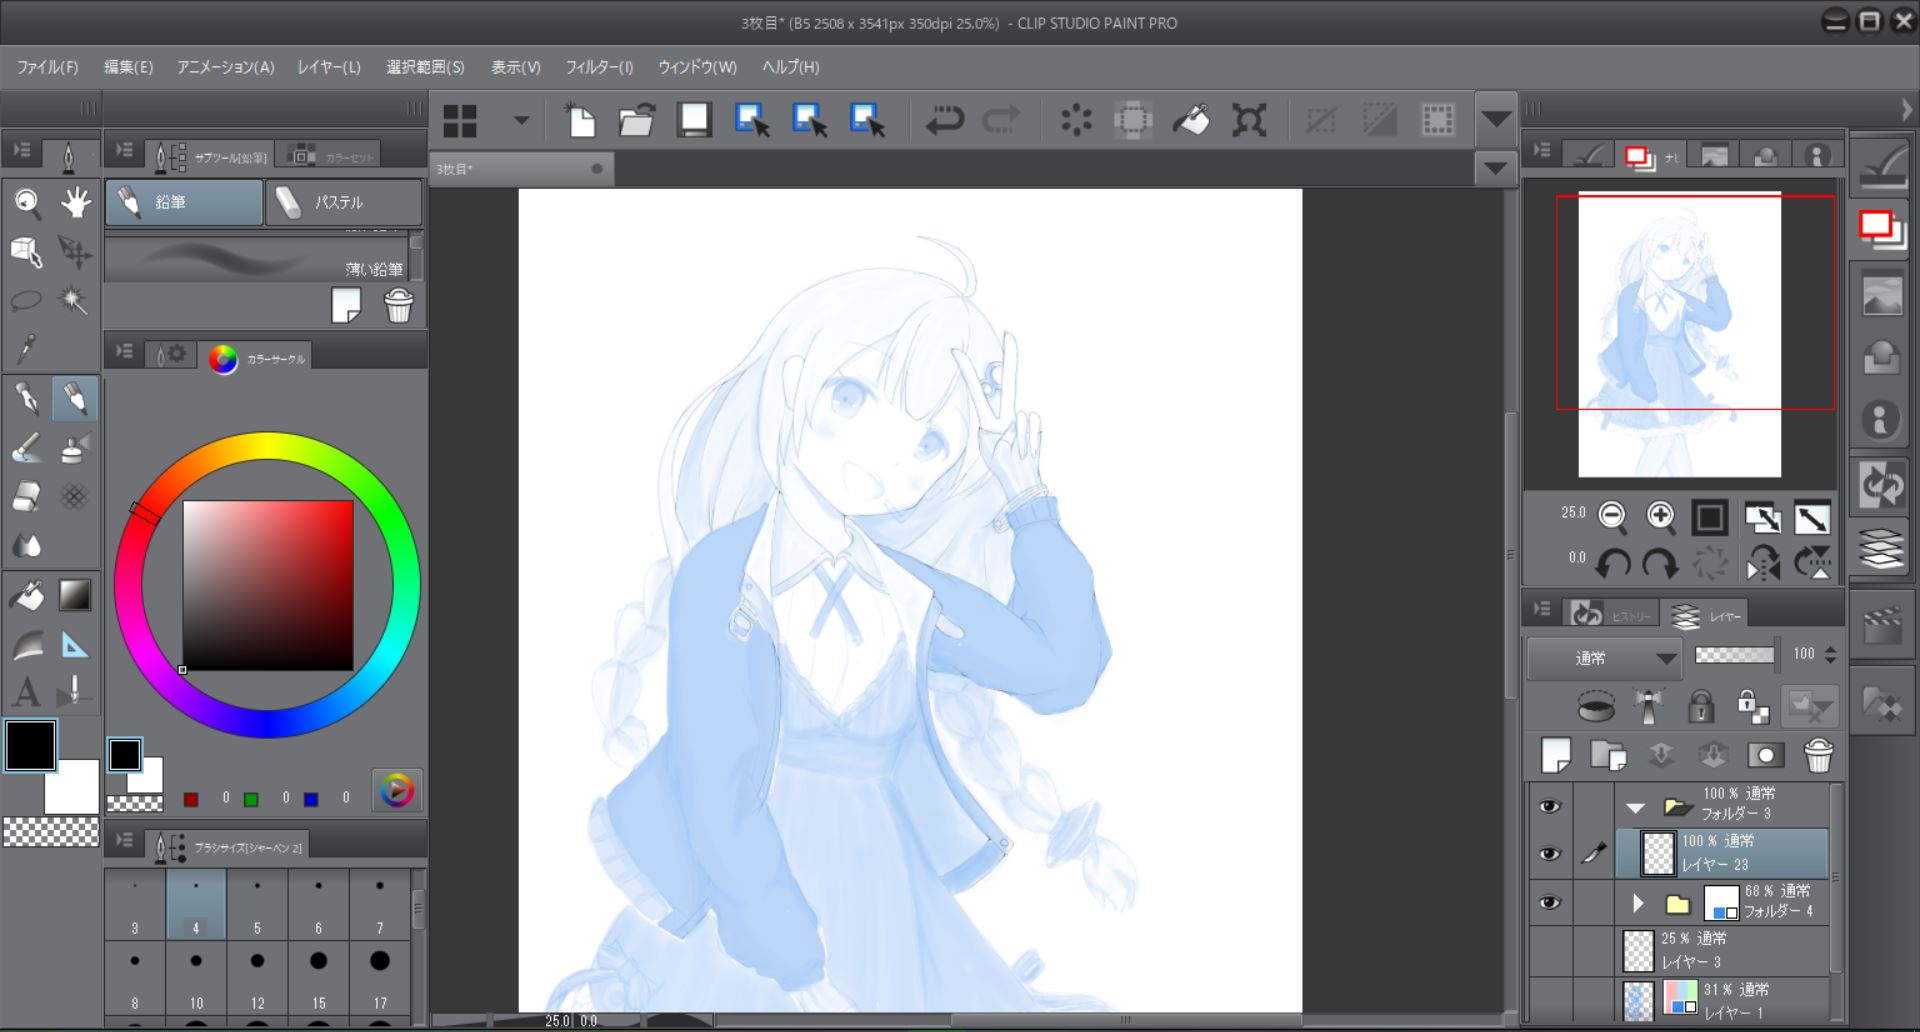 3枚目* (B5 2508 x 3541px 350dpi 25.0%) - CLIP STUDIO PAINT PRO
ファイル(F) 編集(E) アニメーション(A) レイヤー(L) 選択範囲(S) 表示(V) フィルター(I) ウィンドウ(W) ヘルプ(H)
サブツール[鉛筆] カラーセット
3枚目*
ナビ
鉛筆 パステル
薄い鉛筆
カラーサークル
0 0 0
ブラシサイズ[シャーペン 2]
3 4 5 6 7
8 10 12 15 17
25.0 0.0
25.0
0.0
ヒストリー レイヤー
通常 100
100 % 通常
フォルダー 3
100 % 通常
レイヤー 23
68 % 通常
フォルダー 4
25 % 通常
レイヤー 3
31 % 通常
レイヤー 1